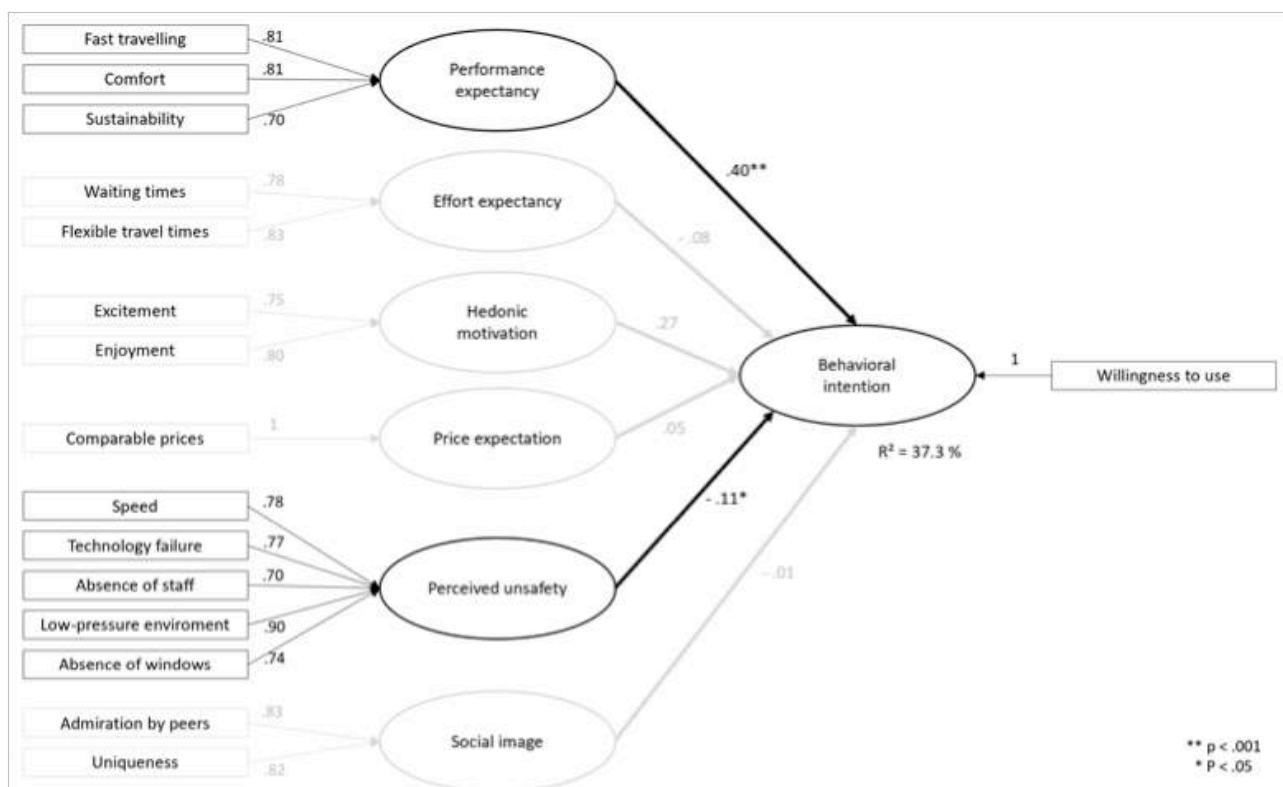 Fast travelling
.81
Comfort
.81
Sustainability
.70
Performance
expectancy
.40**
Waiting times
.78
Flexible travel times
.83
Effort expectancy
- .08
Excitement
.75
Enjoyment
.80
Hedonic
motivation
.27
Comparable prices
1
Price expectation
.05
Behavioral
intention
1
Willingness to use
R² = 37.3 %
Speed
.78
Technology failure
.77
Absence of staff
.70
Low-pressure enviroment
.90
Absence of windows
.74
Perceived unsafety
- .11*
Admiration by peers
.83
Uniqueness
.82
Social image
- .01
** p < .001
* P < .05